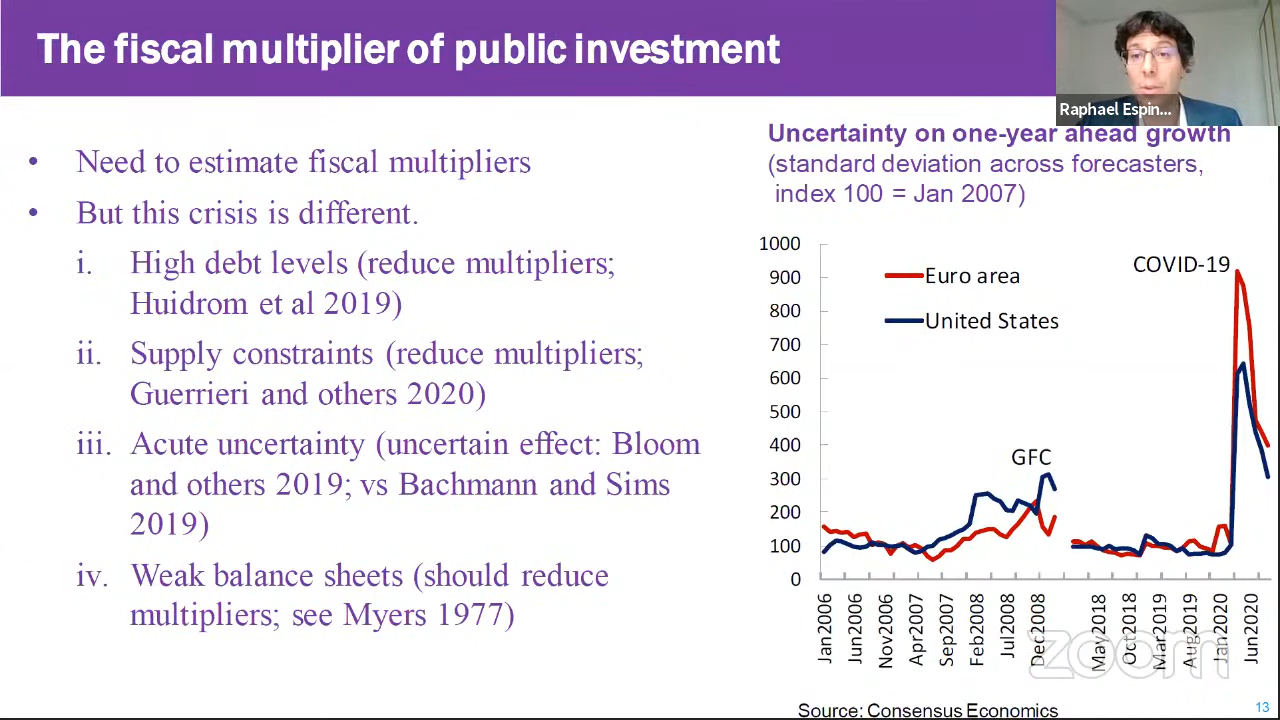 The fiscal multiplier of public investment
Raphael Espin...
• Need to estimate fiscal multipliers
• But this crisis is different.
i. High debt levels (reduce multipliers;
Huidrom et al 2019)
ii. Supply constraints (reduce multipliers;
Guerrieri and others 2020)
iii. Acute uncertainty (uncertain effect: Bloom
and others 2019; vs Bachmann and Sims
2019)
iv. Weak balance sheets (should reduce
multipliers; see Myers 1977)
Uncertainty on one-year ahead growth
(standard deviation across forecasters,
index 100 = Jan 2007)
1000
900
800
700
600
500
400
300
200
100
0
Euro area
United States
GFC
COVID-19
Jan2006
Jun2006
Nov2006
Apr2007
Sep2007
Feb2008
Jul2008
Dec2008
May2018
Oct2018
Mar2019
Aug2019
Jan2020
Jun2020
zoom
Source: Consensus Economics
13